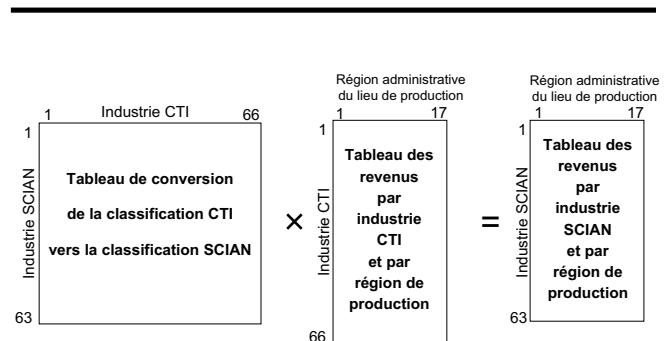 1 Industrie CTI 66
1
Industrie SCIAN
Tableau de conversion
de la classification CTI
vers la classification SCIAN
63
×
Région administrative
du lieu de production
1 17
1
Industrie CTI
Tableau des
revenus
par
industrie
CTI
et par
région de
production
66
=
Région administrative
du lieu de production
1 17
1
Industrie SCIAN
Tableau des
revenus
par
industrie
SCIAN
et par
région de
production
63